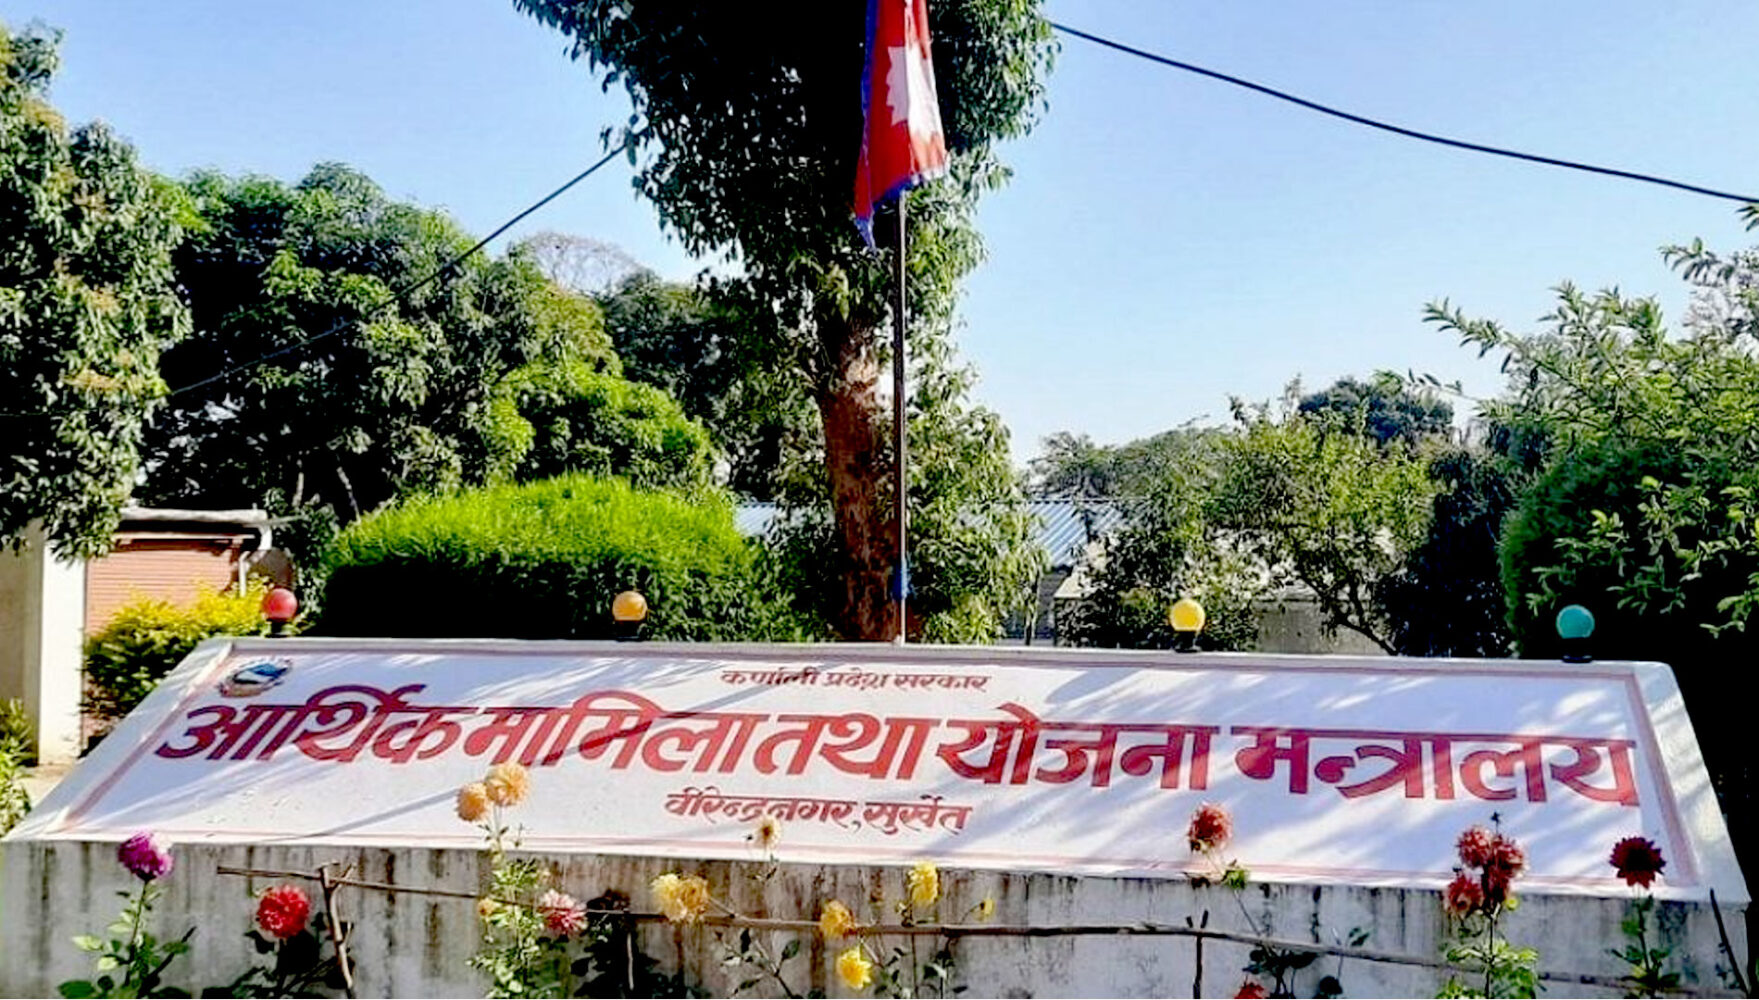 कर्णाली प्रदेश सरकार
आर्थिक मामिला तथा योजना मन्त्रालय
वीरेन्द्रनगर, सुर्खेत